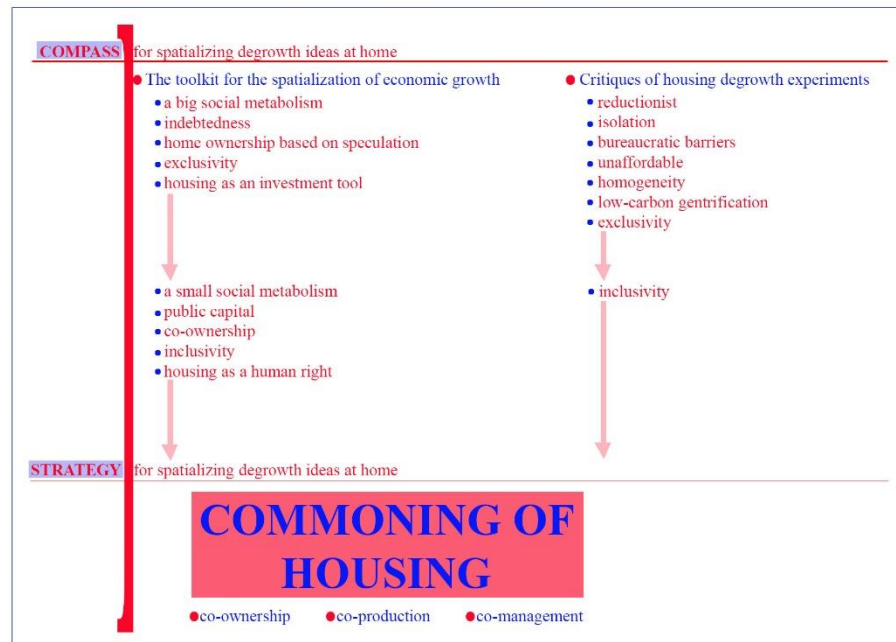 COMPASS for spatializing degrowth ideas at home
The toolkit for the spatialization of economic growth
a big social metabolism
indebtedness
home ownership based on speculation
exclusivity
housing as an investment tool
a small social metabolism
public capital
co-ownership
inclusivity
housing as a human right
Critiques of housing degrowth experiments
reductionist
isolation
bureaucratic barriers
unaffordable
homogeneity
low-carbon gentrification
exclusivity
inclusivity
STRATEGY for spatializing degrowth ideas at home
COMMONING OF
HOUSING
co-ownership co-production co-management